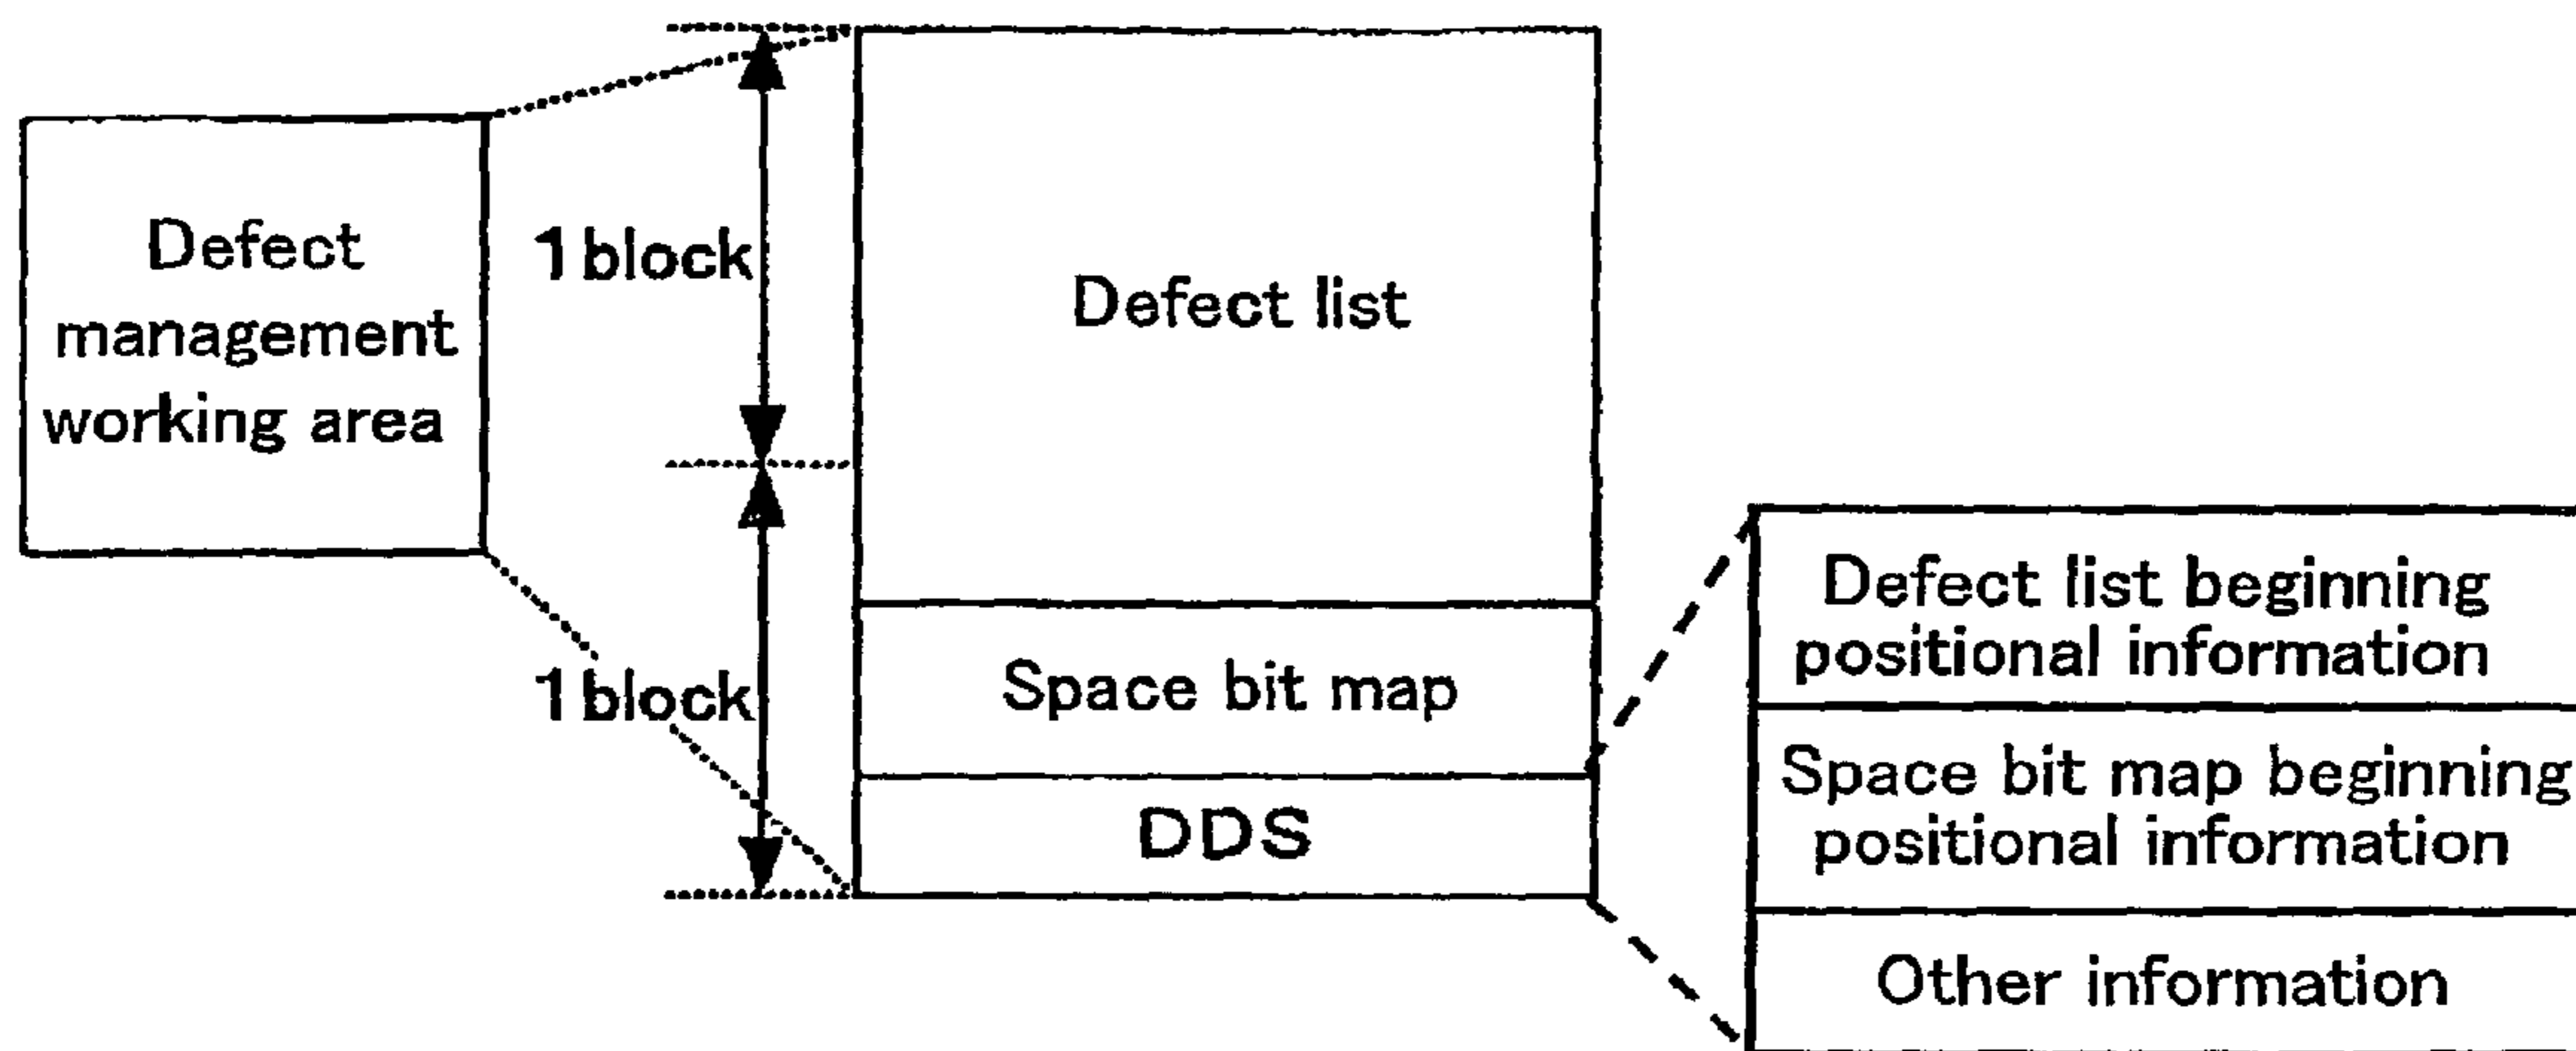 Defect
management
working area
1 block
1 block
Defect list
Space bit map
DDS
Defect list beginning
positional information
Space bit map beginning
positional information
Other information